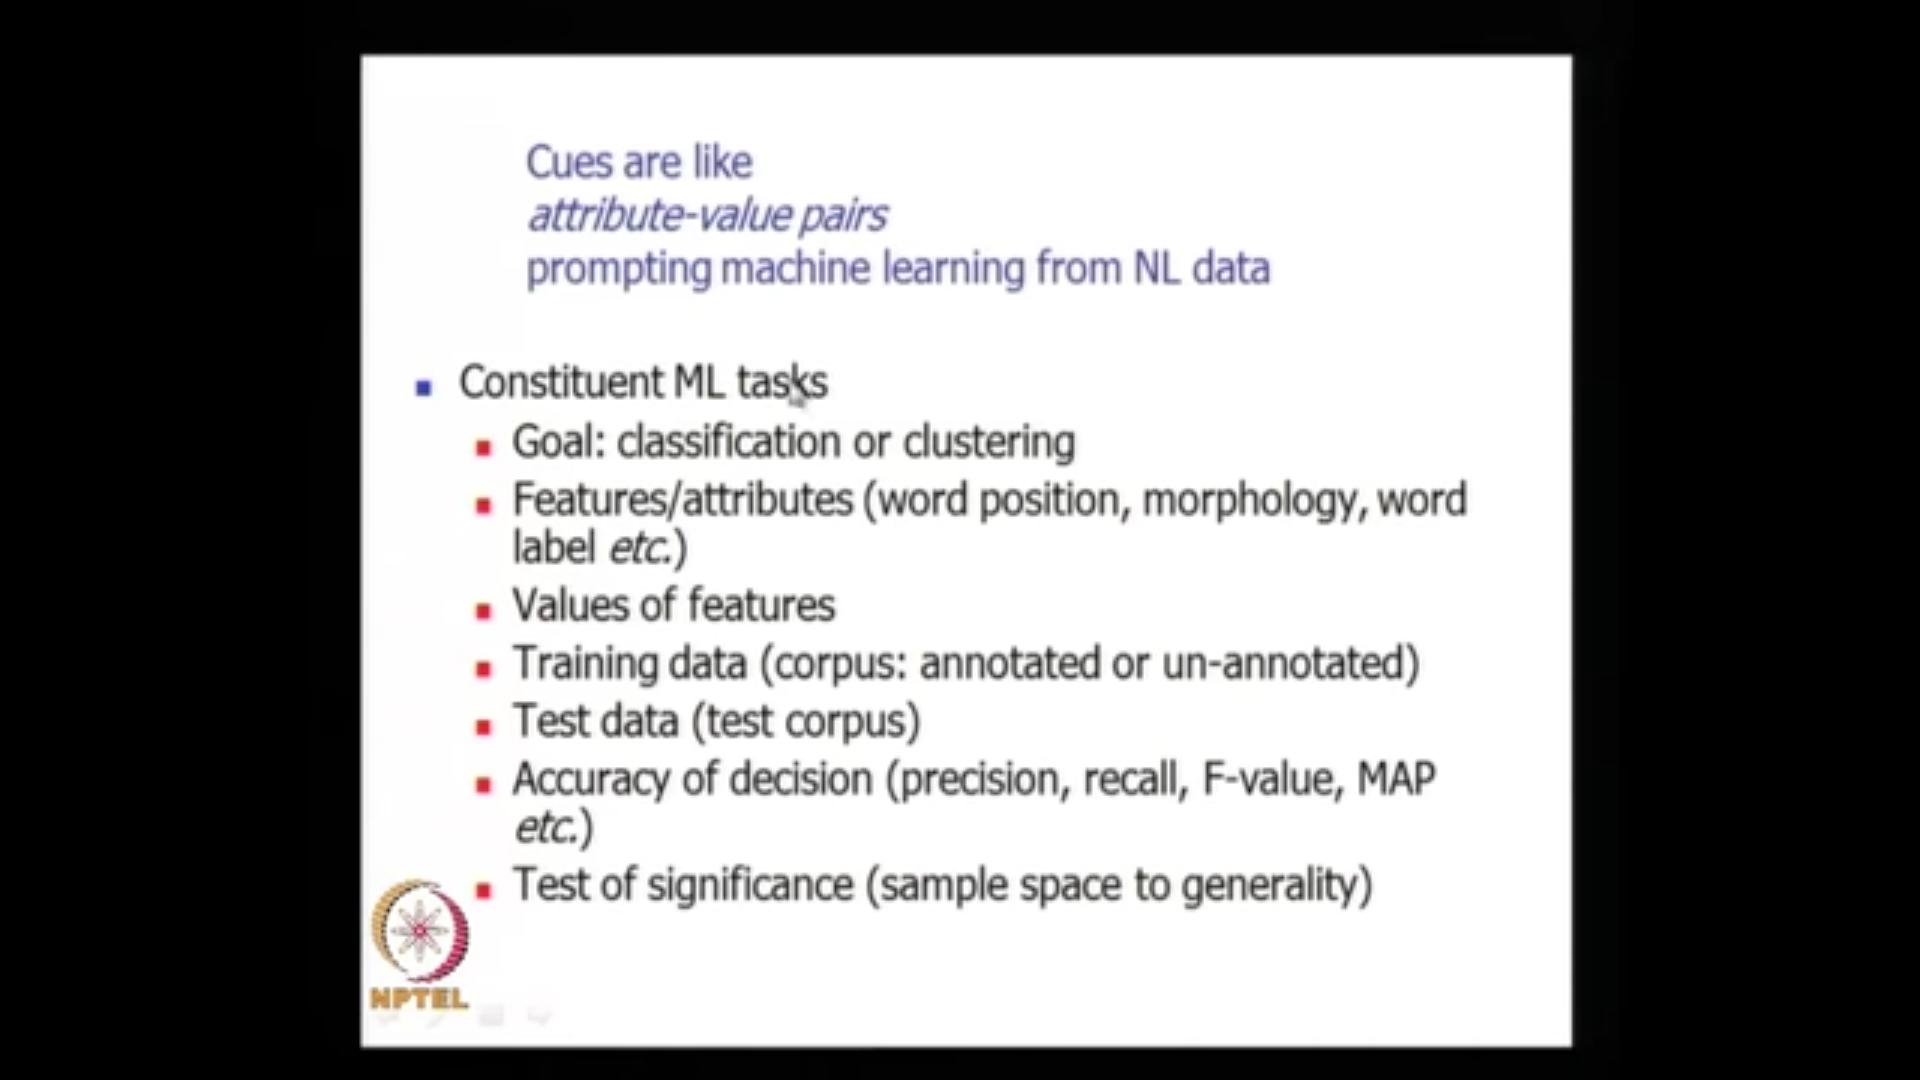 Cues are like
attribute-value pairs
prompting machine learning from NL data
Constituent ML tasks
Goal: classification or clustering
Features/attributes (word position, morphology, word
label etc.)
Values of features
Training data (corpus: annotated or un-annotated)
Test data (test corpus)
Accuracy of decision (precision, recall, F-value, MAP
etc.)
Test of significance (sample space to generality)
NPTEL